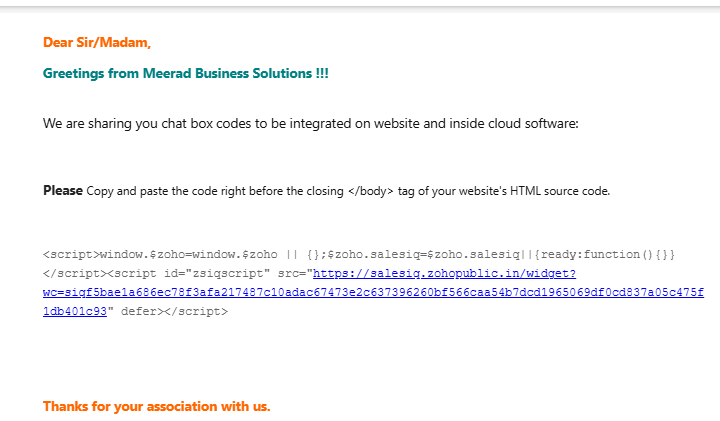 Dear Sir/Madam,
Greetings from Meerad Business Solutions !!!
We are sharing you chat box codes to be integrated on website and inside cloud software:
Please Copy and paste the code right before the closing </body> tag of your website's HTML source code.
<script>window.$zoho=window.$zoho || {};$zoho.salesiq=$zoho.salesiq||{ready:function(){}}
</script><script id="zsiqscript" src="https://salesiq.zohopublic.in/widget?
wc=siqf5bae1a686ec78f3afa217487c10adac67473e2c637396260bf566caa54b7dcd1965069df0cd837a05c475f
1db401c93" defer></script>
Thanks for your association with us.